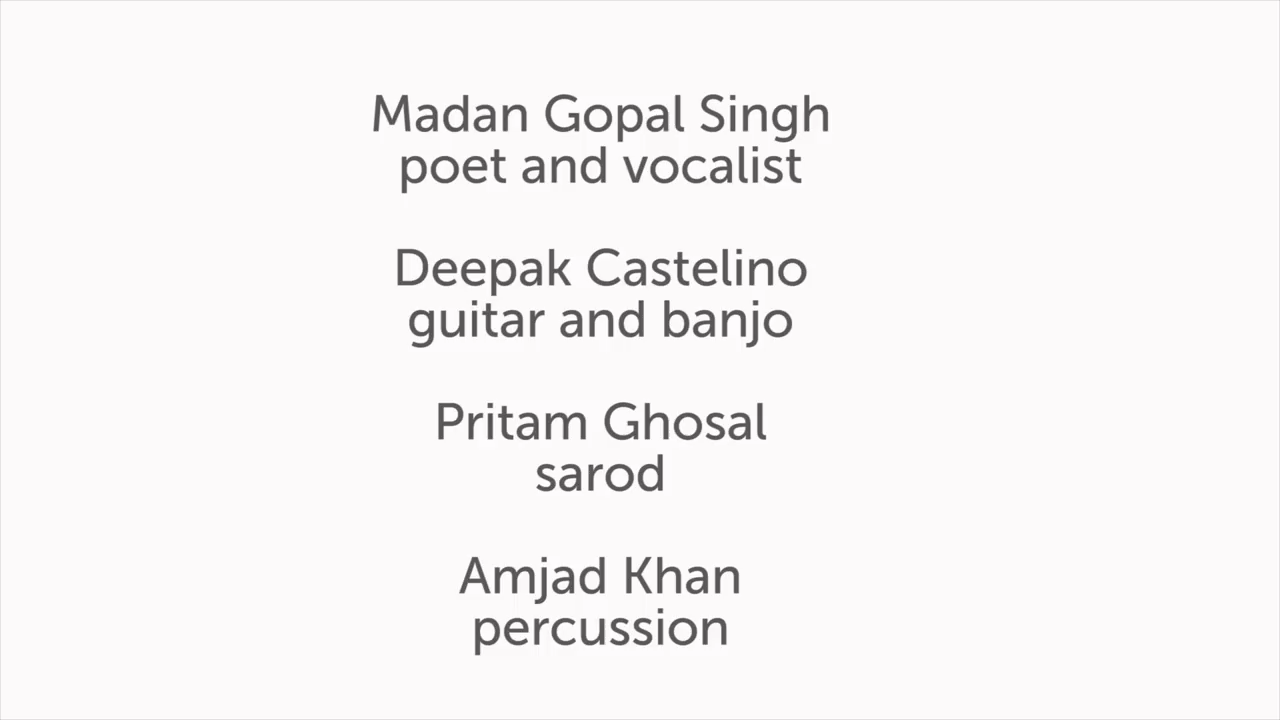 Madan Gopal Singh
poet and vocalist
Deepak Castelino
guitar and banjo
Pritam Ghosal
sarod
Amjad Khan
percussion